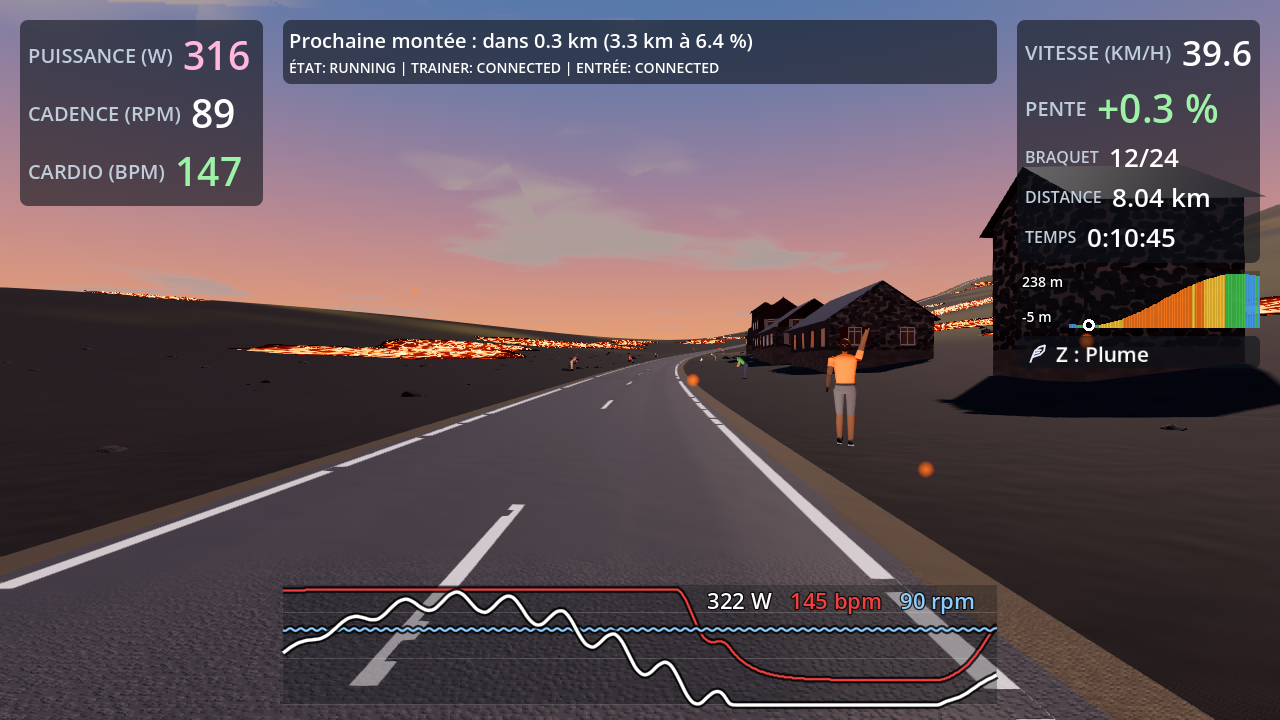 PUISSANCE (W) 316
CADENCE (RPM) 89
CARDIO (BPM) 147
Prochaine montée : dans 0.3 km (3.3 km à 6.4 %)
ÉTAT: RUNNING | TRAINER: CONNECTED | ENTRÉE: CONNECTED
VITESSE (KM/H) 39.6
PENTE +0.3 %
BRAQUET 12/24
DISTANCE 8.04 km
TEMPS 0:10:45
238 m
-5 m
Z : Plume
322 W 145 bpm 90 rpm